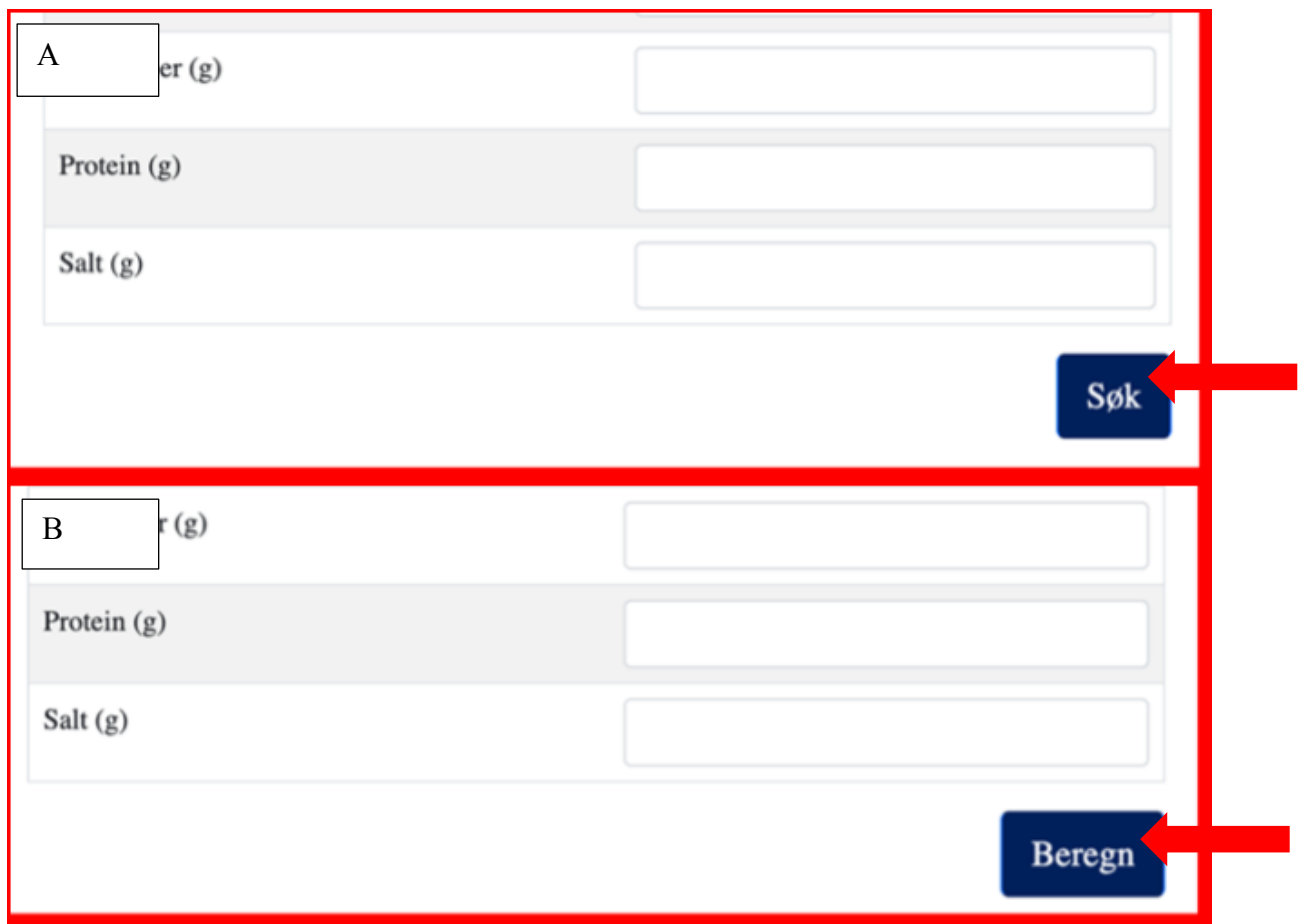 A
er (g)
Protein (g)
Salt (g)
Søk
B
r (g)
Protein (g)
Salt (g)
Beregn